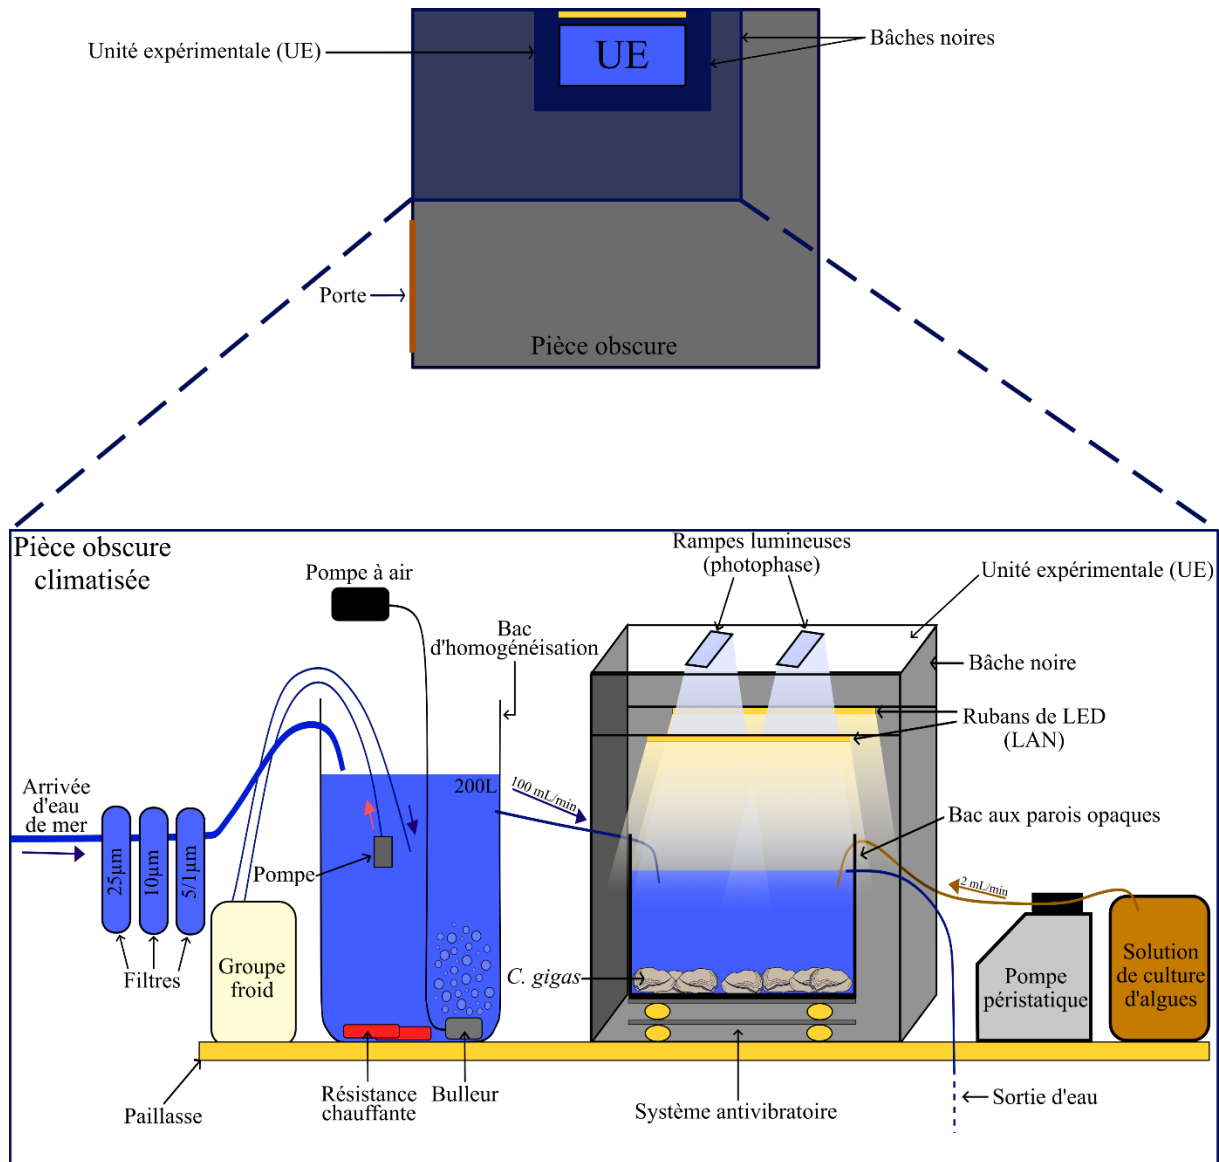 Unité expérimentale (UE)
UE
Bâches noires
Porte
Pièce obscure
Pièce obscure
climatisée
Pompe à air
Bac
d'homogénéisation
Rampes lumineuses
(photophase)
Unité expérimentale (UE)
Bâche noire
Rubans de LED
(LAN)
Arrivée
d'eau
de mer
200L
100 mL/min
Bac aux parois opaques
25µm
10µm
5/1µm
Pompe
2 mL/min
Filtres
Groupe
froid
C. gigas
Pompe
péristatique
Solution
de culture
d'algues
Paillasse
Résistance
chauffante
Bulleur
Système antivibratoire
Sortie d'eau